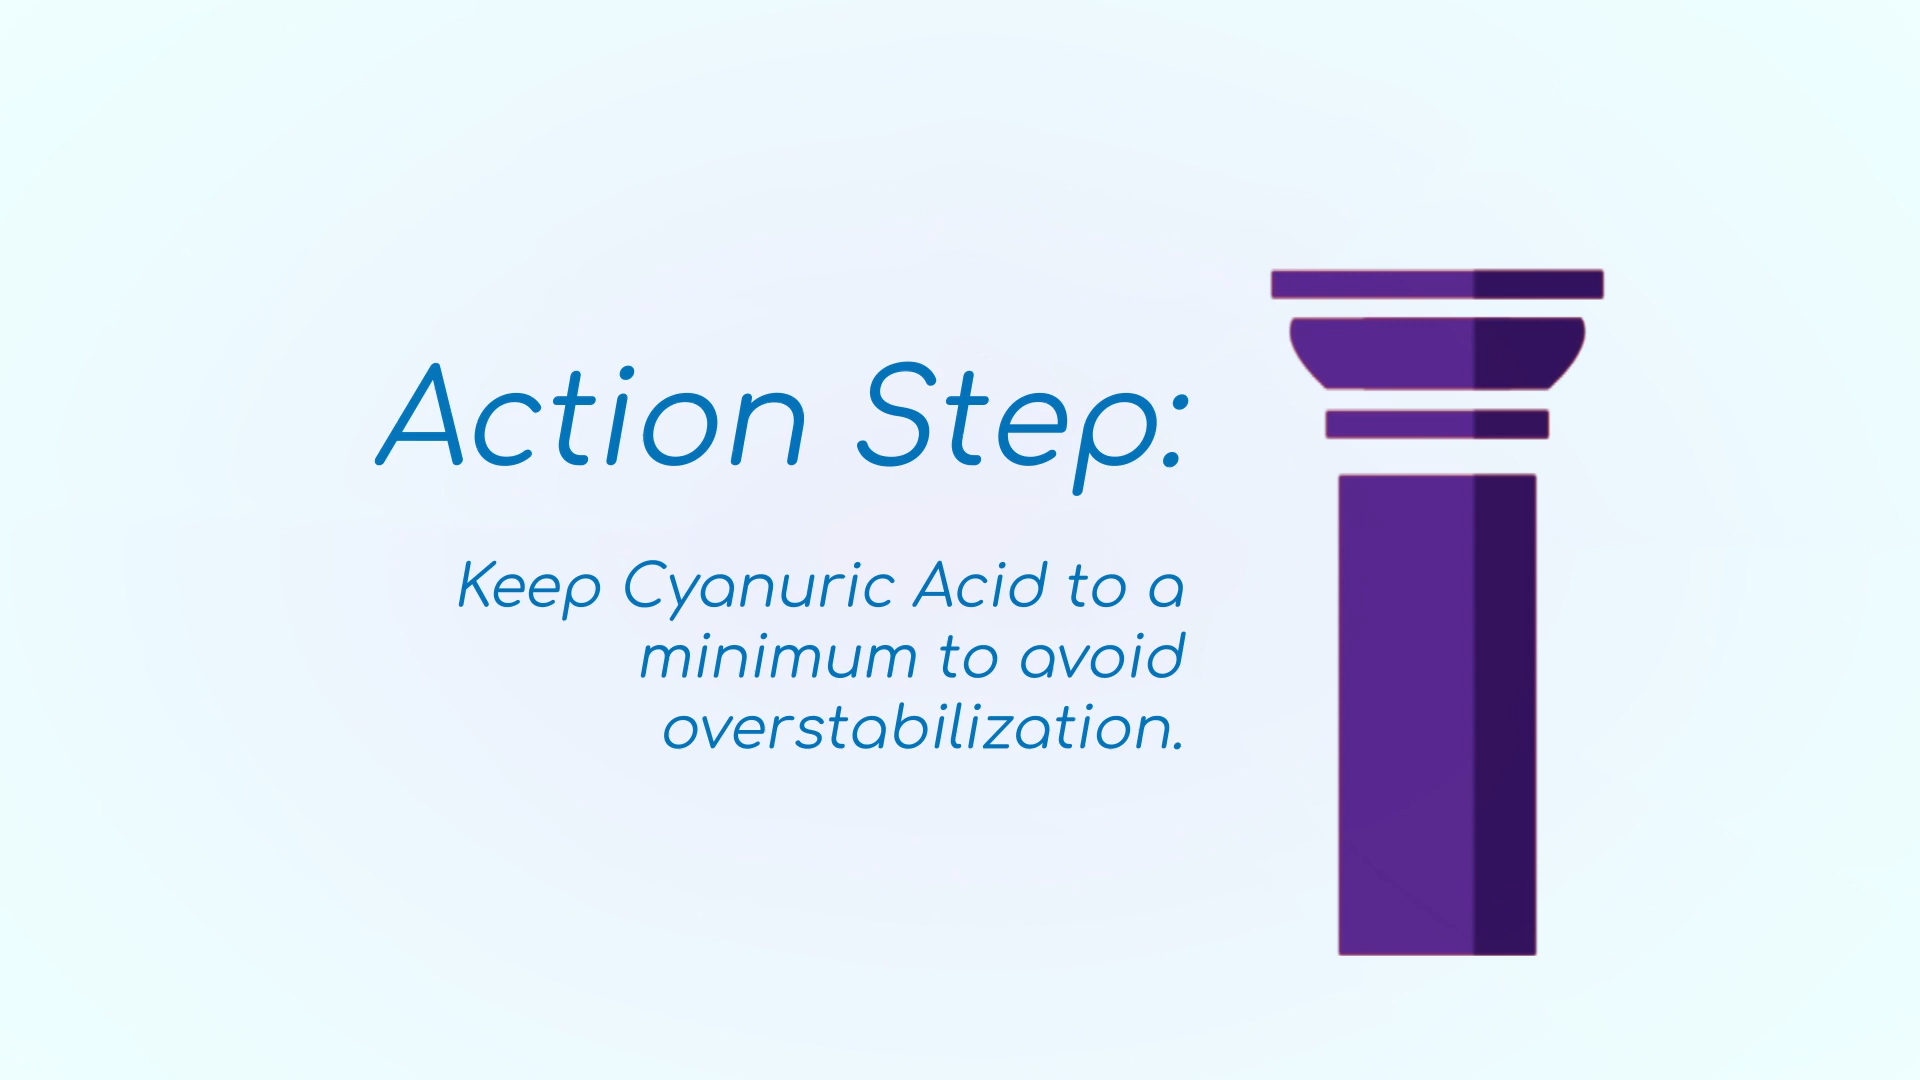 Action Step:
Keep Cyanuric Acid to a
minimum to avoid
overstabilization.